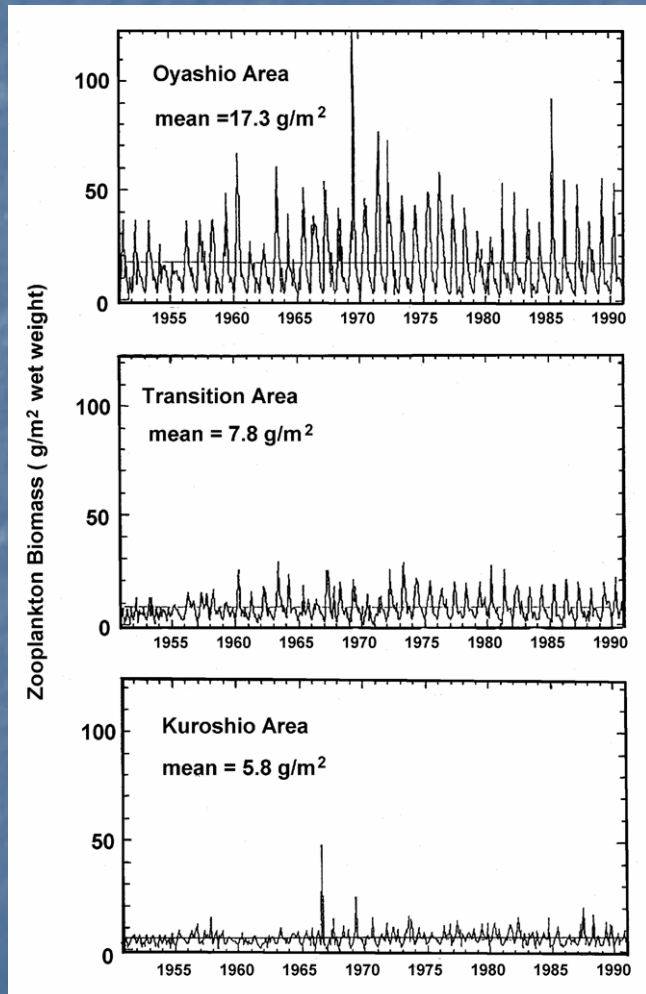 Zooplankton Biomass ( g/m² wet weight)
Oyashio Area
mean =17.3 g/m²
100
50
0
1955 1960 1965 1970 1975 1980 1985 1990
Transition Area
mean = 7.8 g/m²
100
50
0
1955 1960 1965 1970 1975 1980 1985 1990
Kuroshio Area
mean = 5.8 g/m²
100
50
0
1955 1960 1965 1970 1975 1980 1985 1990